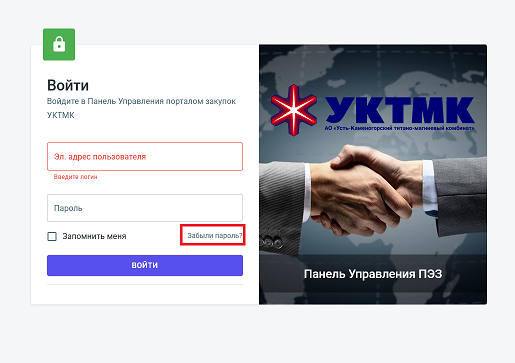 Войти
Войдите в Панель Управления порталом закупок
УКТМК
Эл. адрес пользователя
Введите логин
Пароль
Запомнить меня
Забыли пароль?
ВОЙТИ
УКТМК
АО «Усть-Каменогорский титано-магниевый комбинат»
Панель Управления ПЭЗ